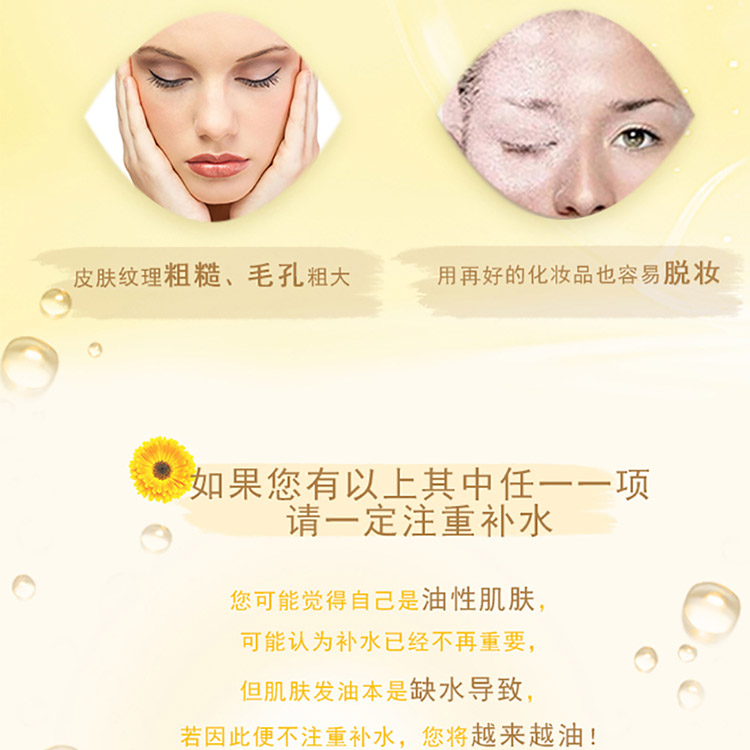 皮肤纹理粗糙、毛孔粗大
用再好的化妆品也容易脱妆
如果您有以上其中任一一项
请一定注重补水
您可能觉得自己是油性肌肤，
可能认为补水已经不再重要，
但肌肤发油本是缺水导致，
若因此便不注重补水，您将越来越油！